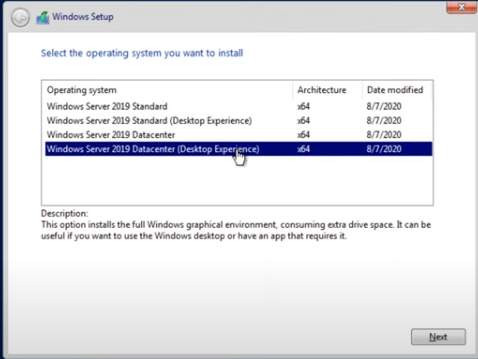 Windows Setup
Select the operating system you want to install
Operating system Architecture Date modified
Windows Server 2019 Standard x64 8/7/2020
Windows Server 2019 Standard (Desktop Experience) x64 8/7/2020
Windows Server 2019 Datacenter x64 8/7/2020
Windows Server 2019 Datacenter (Desktop Experience) x64 8/7/2020
Description:
This option installs the full Windows graphical environment, consuming extra drive space. It can be
useful if you want to use the Windows desktop or have an app that requires it.
Next